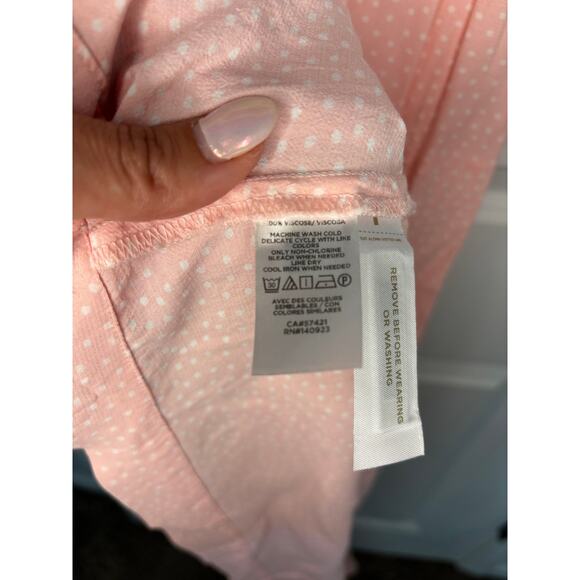 VISCOSE/ VISCOSA
MACHINE WASH COLD
DELICATE CYCLE WITH LIKE
COLORS
ONLY NON-CHLORINE
BLEACH WHEN NEEDED
LINE DRY
COOL IRON WHEN NEEDED
30
AVEC DES COULEURS
SEMBLABLES / CON
COLORES SIMILARES
CA#57421
RN#140923
REMOVE BEFORE WEARING
OR WASHING